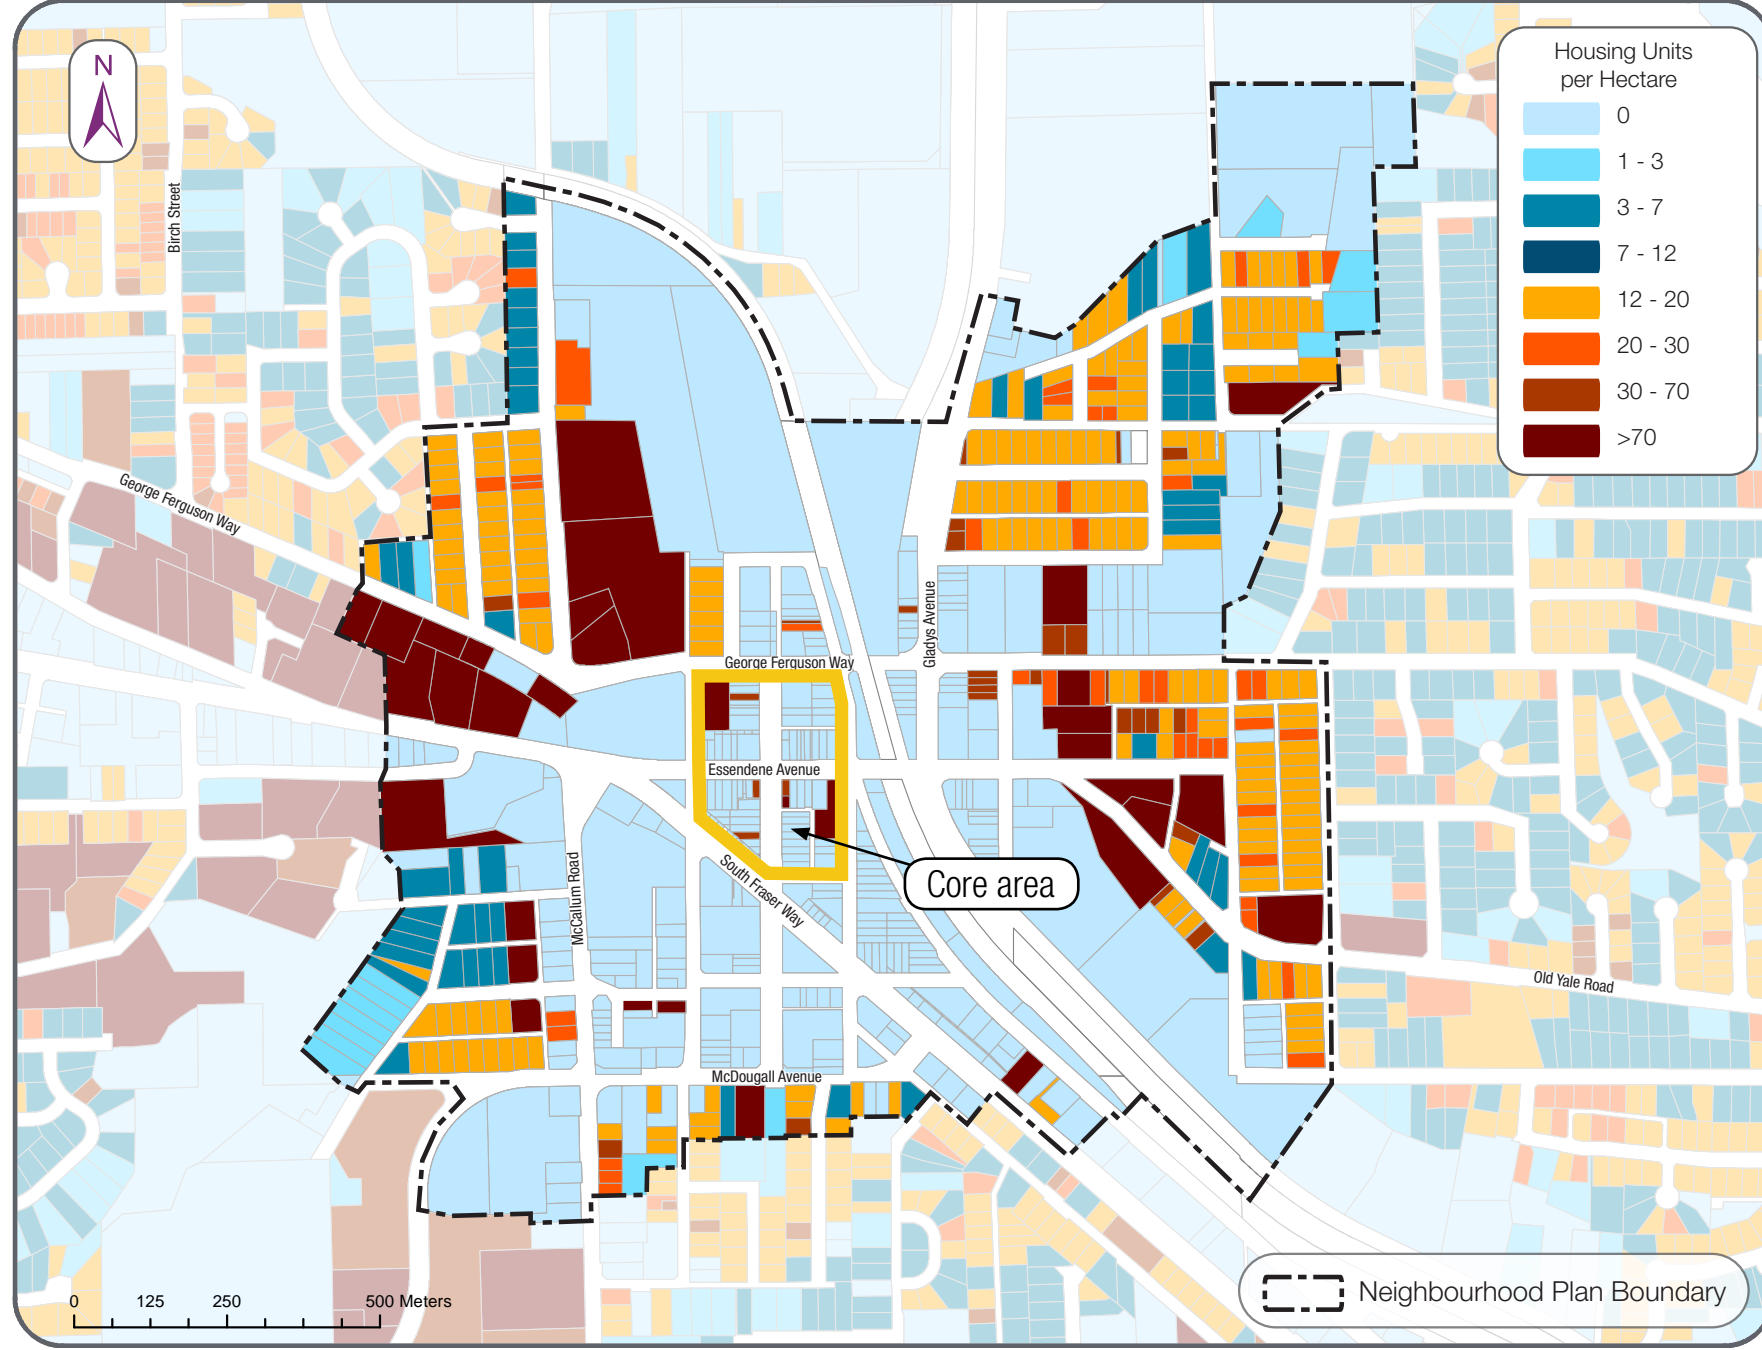 N
Housing Units
per Hectare
0
1 - 3
3 - 7
7 - 12
12 - 20
20 - 30
30 - 70
>70
Birch Street
George Ferguson Way
Gladys Avenue
George Ferguson Way
Essendene Avenue
Core area
South Fraser Way
McCallum Road
Old Yale Road
McDougall Avenue
0 125 250 500 Meters
Neighbourhood Plan Boundary